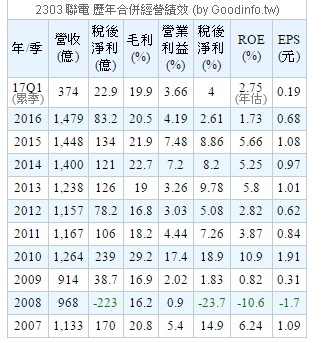 2303 聯電 歷年合併經營績效 (by Goodinfo.tw)
年/季 營收(億) 稅後淨利(億) 毛利(%) 營業利益(%) 稅後淨利(%) ROE(%) EPS(元)
17Q1(累季) 374 22.9 19.9 3.66 4 2.75(年估) 0.19
2016 1,479 83.2 20.5 4.19 2.61 1.73 0.68
2015 1,448 134 21.9 7.48 8.86 5.66 1.08
2014 1,400 121 22.7 7.2 8.2 5.25 0.97
2013 1,238 126 19 3.26 9.78 5.8 1.01
2012 1,157 78.2 16.8 3.03 5.08 2.82 0.62
2011 1,167 106 18.2 4.44 7.26 3.87 0.84
2010 1,264 239 29.2 17.4 18.9 10.9 1.91
2009 914 38.7 16.9 2.02 1.83 0.82 0.31
2008 968 -223 16.2 0.9 -23.7 -10.6 -1.7
2007 1,133 170 20.8 5.4 14.9 6.24 1.09